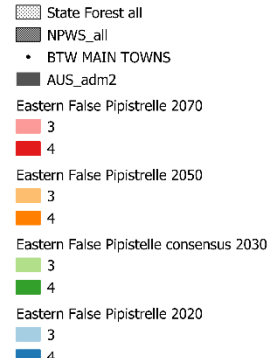 State Forest all
NPWS_all
BTW MAIN TOWNS
AUS_adm2
Eastern False Pipistrelle 2070
3
4
Eastern False Pipistrelle 2050
3
4
Eastern False Pipistelle consensus 2030
3
4
Eastern False Pipistrelle 2020
3
4